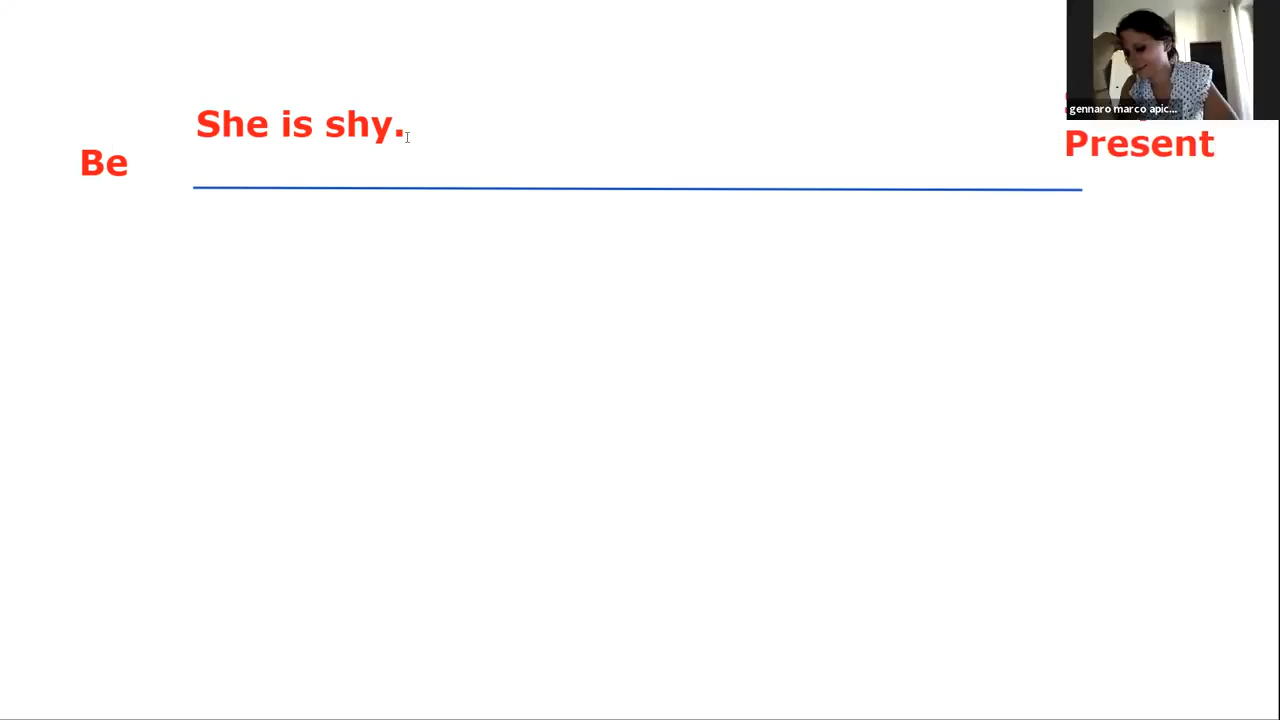 gennaro marco apic...
She is shy.
Present
Be